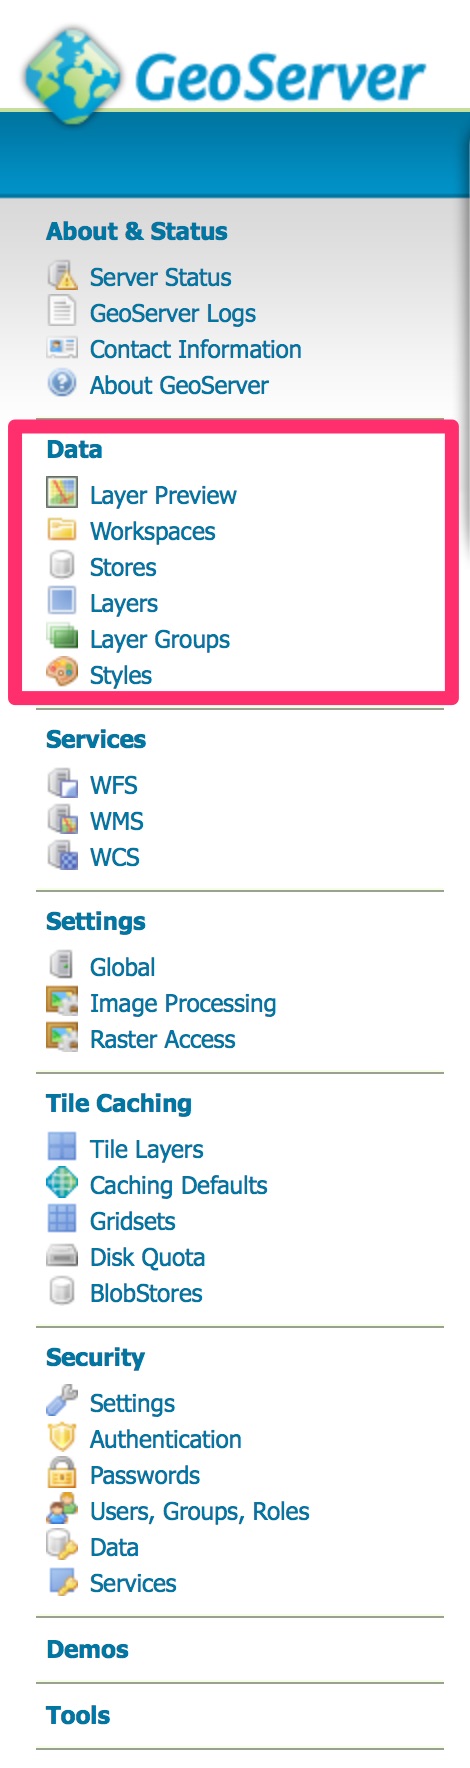 GeoServer
About & Status
Server Status
GeoServer Logs
Contact Information
About GeoServer
Data
Layer Preview
Workspaces
Stores
Layers
Layer Groups
Styles
Services
WFS
WMS
WCS
Settings
Global
Image Processing
Raster Access
Tile Caching
Tile Layers
Caching Defaults
Gridsets
Disk Quota
BlobStores
Security
Settings
Authentication
Passwords
Users, Groups, Roles
Data
Services
Demos
Tools